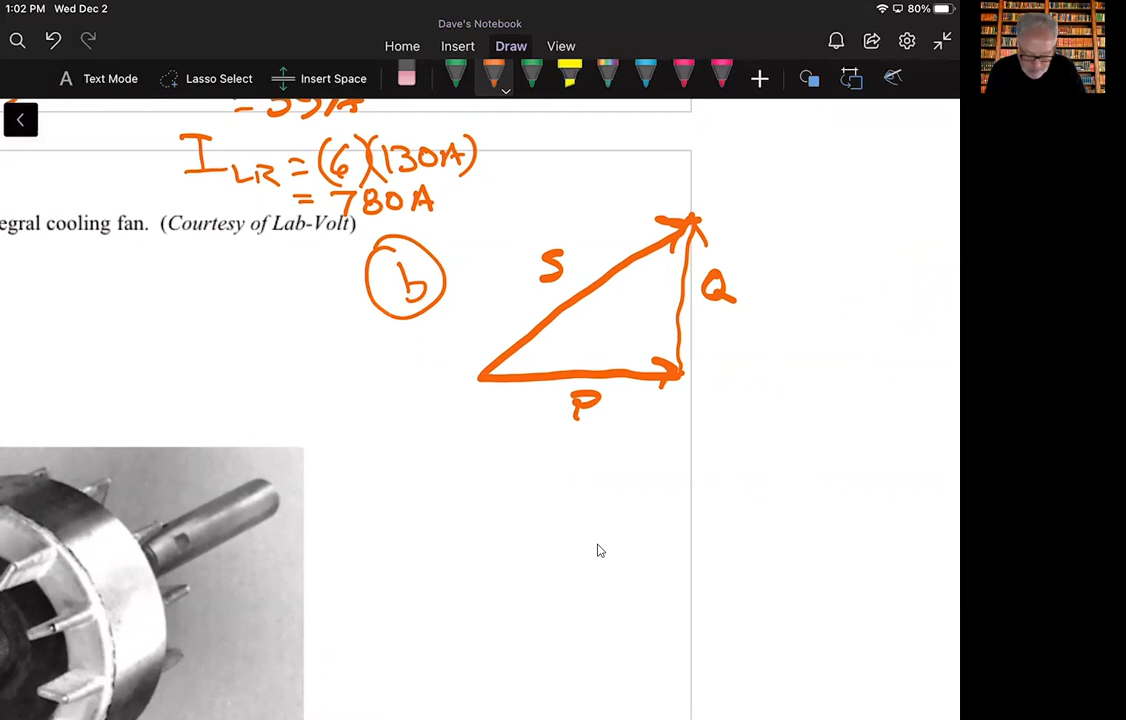 1:02 PM Wed Dec 2
80%
Dave's Notebook
Home Insert Draw View
Text Mode Lasso Select Insert Space
I LR = (6)(130A)
= 780A
egral cooling fan. (Courtesy of Lab-Volt)
b
S
Q
P